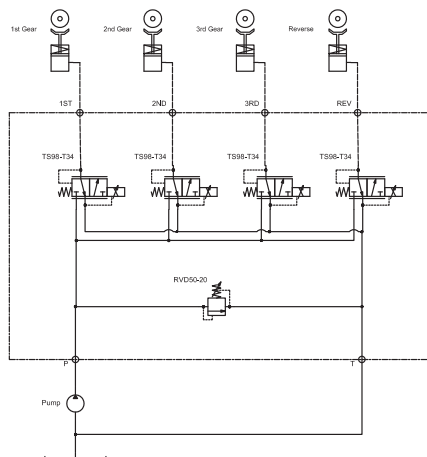 1st Gear 2nd Gear 3rd Gear Reverse
1ST 2ND 3RD REV
TS98-T34 TS98-T34 TS98-T34 TS98-T34
RVD50-20
P T
Pump